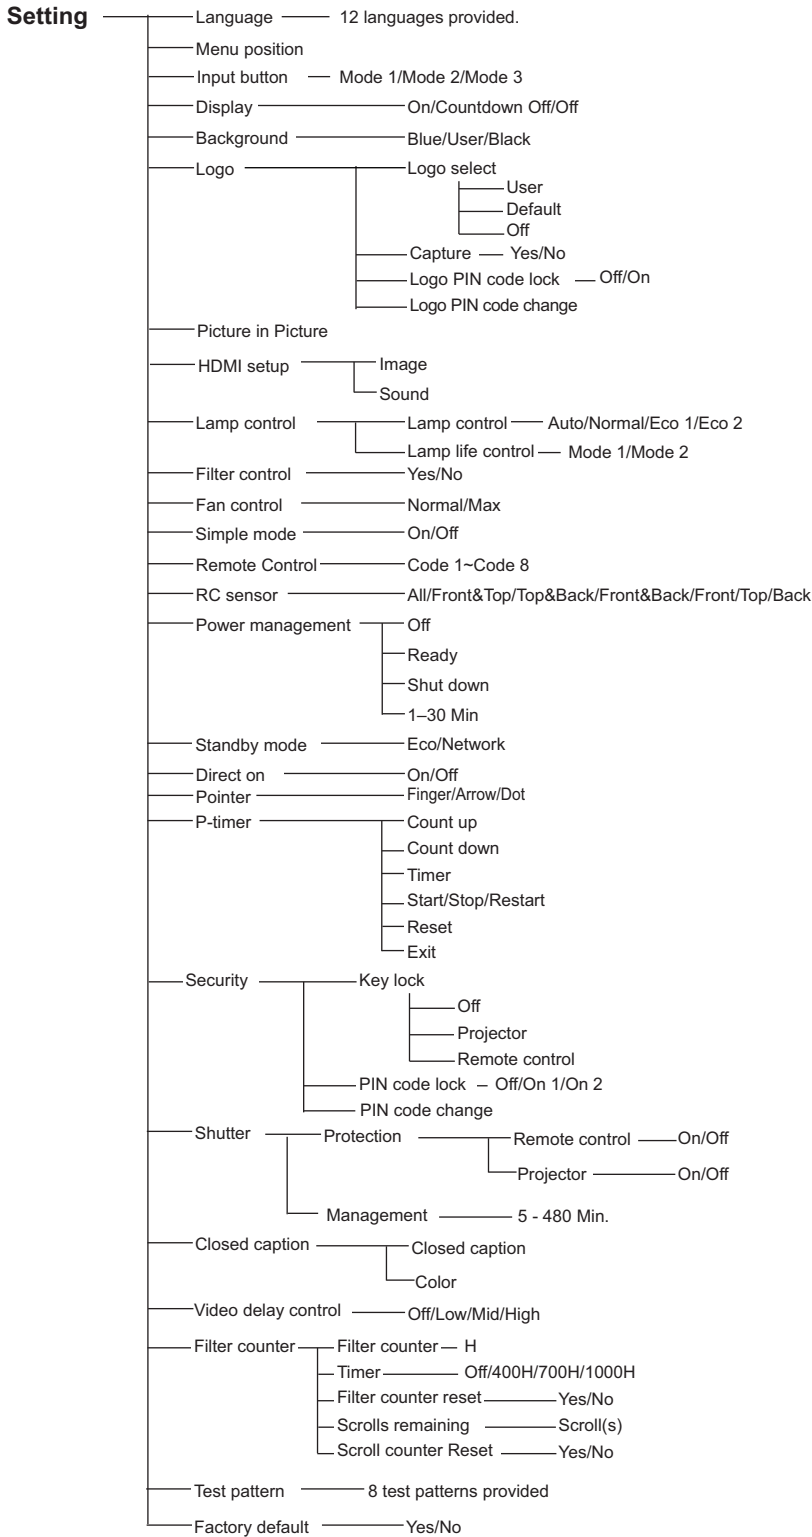 Setting Language 12 languages provided.
Menu position
Input button Mode 1/Mode 2/Mode 3
Display On/Countdown Off/Off
Background Blue/User/Black
Logo Logo select
User
Default
Off
Capture Yes/No
Logo PIN code lock Off/On
Logo PIN code change
Picture in Picture
HDMI setup Image
Sound
Lamp control Lamp control Auto/Normal/Eco 1/Eco 2
Lamp life control Mode 1/Mode 2
Filter control Yes/No
Fan control Normal/Max
Simple mode On/Off
Remote Control Code 1~Code 8
RC sensor All/Front&Top/Top&Back/Front&Back/Front/Top/Back
Power management Off
Ready
Shut down
1–30 Min
Standby mode Eco/Network
Direct on On/Off
Pointer Finger/Arrow/Dot
P-timer Count up
Count down
Timer
Start/Stop/Restart
Reset
Exit
Security Key lock
Off
Projector
Remote control
PIN code lock Off/On 1/On 2
PIN code change
Shutter Protection Remote control On/Off
Projector On/Off
Management 5 - 480 Min.
Closed caption Closed caption
Color
Video delay control Off/Low/Mid/High
Filter counter Filter counter H
Timer Off/400H/700H/1000H
Filter counter reset Yes/No
Scrolls remaining Scroll(s)
Scroll counter Reset Yes/No
Test pattern 8 test patterns provided
Factory default Yes/No